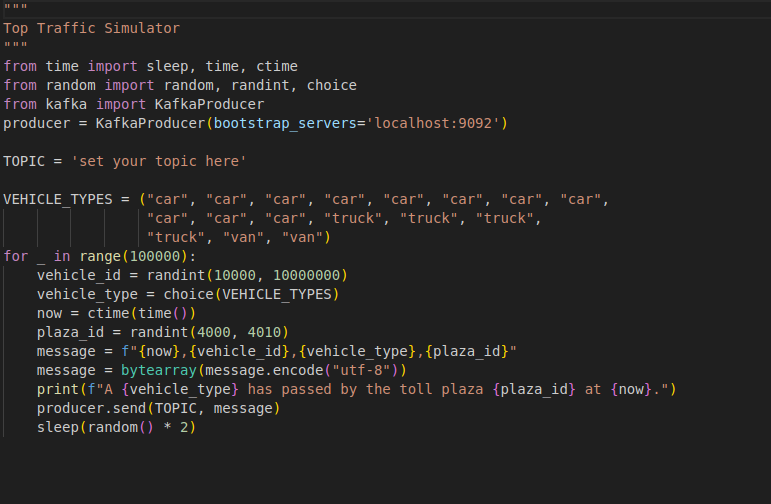 """
Top Traffic Simulator
"""
from time import sleep, time, ctime
from random import random, randint, choice
from kafka import KafkaProducer
producer = KafkaProducer(bootstrap_servers='localhost:9092')

TOPIC = 'set your topic here'

VEHICLE_TYPES = ("car", "car", "car", "car", "car", "car", "car", "car",
                 "car", "car", "car", "truck", "truck", "truck",
                 "truck", "van", "van")
for _ in range(100000):
    vehicle_id = randint(10000, 10000000)
    vehicle_type = choice(VEHICLE_TYPES)
    now = ctime(time())
    plaza_id = randint(4000, 4010)
    message = f"{now},{vehicle_id},{vehicle_type},{plaza_id}"
    message = bytearray(message.encode("utf-8"))
    print(f"A {vehicle_type} has passed by the toll plaza {plaza_id} at {now}.")
    producer.send(TOPIC, message)
    sleep(random() * 2)